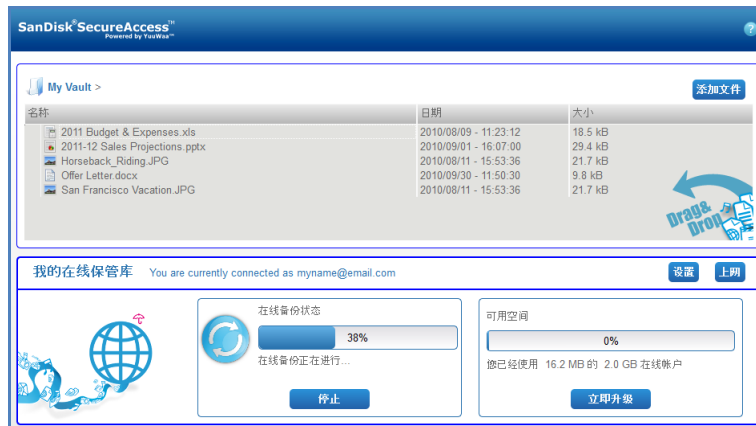 SanDisk® SecureAccess™
Powered by YuuWaa™
?
My Vault >
添加文件
名称 日期 大小
2011 Budget & Expenses.xls 2010/08/09 - 11:23:12 18.5 kB
2011-12 Sales Projections.pptx 2010/09/01 - 16:07:00 29.4 kB
Horseback_Riding.JPG 2010/08/11 - 15:53:36 21.7 kB
Offer Letter.docx 2010/09/30 - 11:50:30 9.8 kB
San Francisco Vacation.JPG 2010/08/11 - 15:53:36 21.7 kB
Drag&
Drop
我的在线保管库 You are currently connected as myname@email.com
设置 上网
在线备份状态
38%
在线备份正在进行...
停止
可用空间
0%
您已经使用 16.2 MB 的 2.0 GB 在线帐户
立即升级